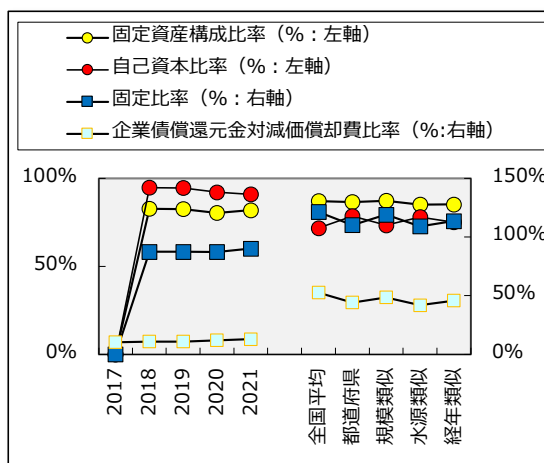 固定資産構成比率（%：左軸）
自己資本比率（%：左軸）
固定比率（%：右軸）
企業債償還元金対減価償却費比率（%:右軸）
100%
50%
0%
150%
100%
50%
0%
2017
2018
2019
2020
2021
全国平均
都道府県
規模類似
水源類似
経年類似